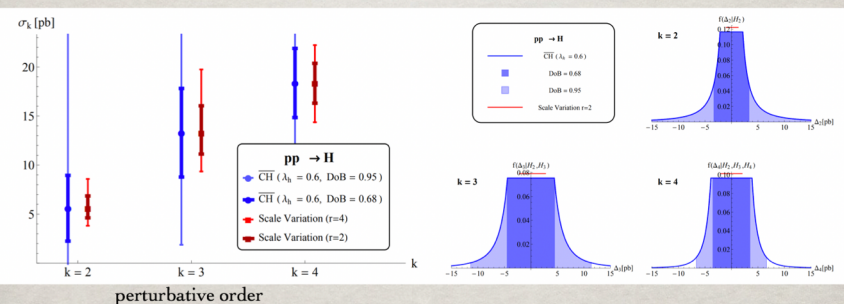 σk [pb]
20
15
10
5
pp → H
CH ( λh = 0.6, DoB = 0.95)
CH ( λh = 0.6, DoB = 0.68)
Scale Variation (r=4)
Scale Variation (r=2)
k = 2
k = 3
k = 4
k
perturbative order
pp → H
CH ( λh = 0.6)
DoB = 0.68
DoB = 0.95
Scale Variation r=2
k = 2
f(Δ2|H2)
0.12
0.10
0.08
0.06
0.04
0.02
-15 -10 -5 5 10 15
Δ2[pb]
k = 3
f(Δ3|H2,H3)
0.08
0.06
0.04
0.02
-15 -10 -5 5 10 15
Δ3[pb]
k = 4
f(Δ4|H2,H3,H4)
0.10
0.08
0.06
0.04
0.02
-15 -10 -5 5 10 15
Δ4[pb]